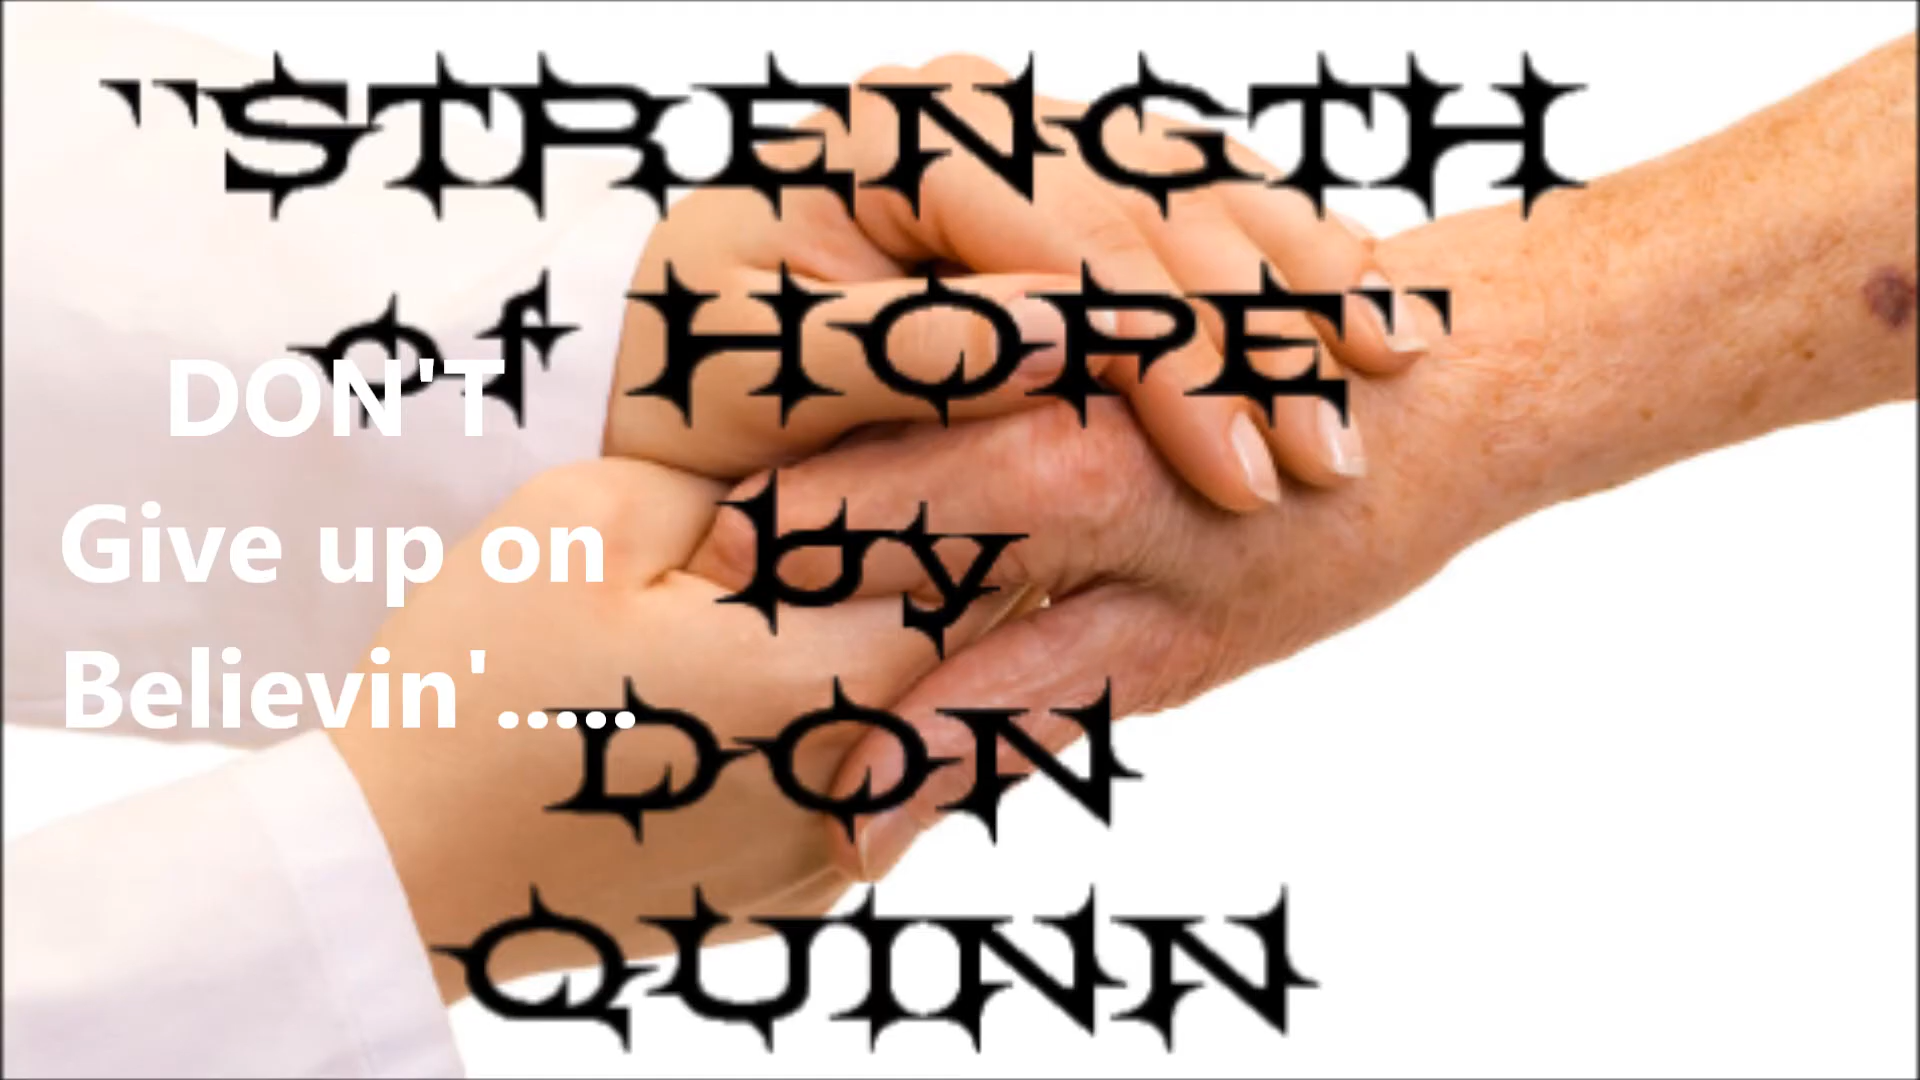 "STRENGTH
of HOPE"
by
DON
QUINN
DON'T
Give up on
Believin'.....